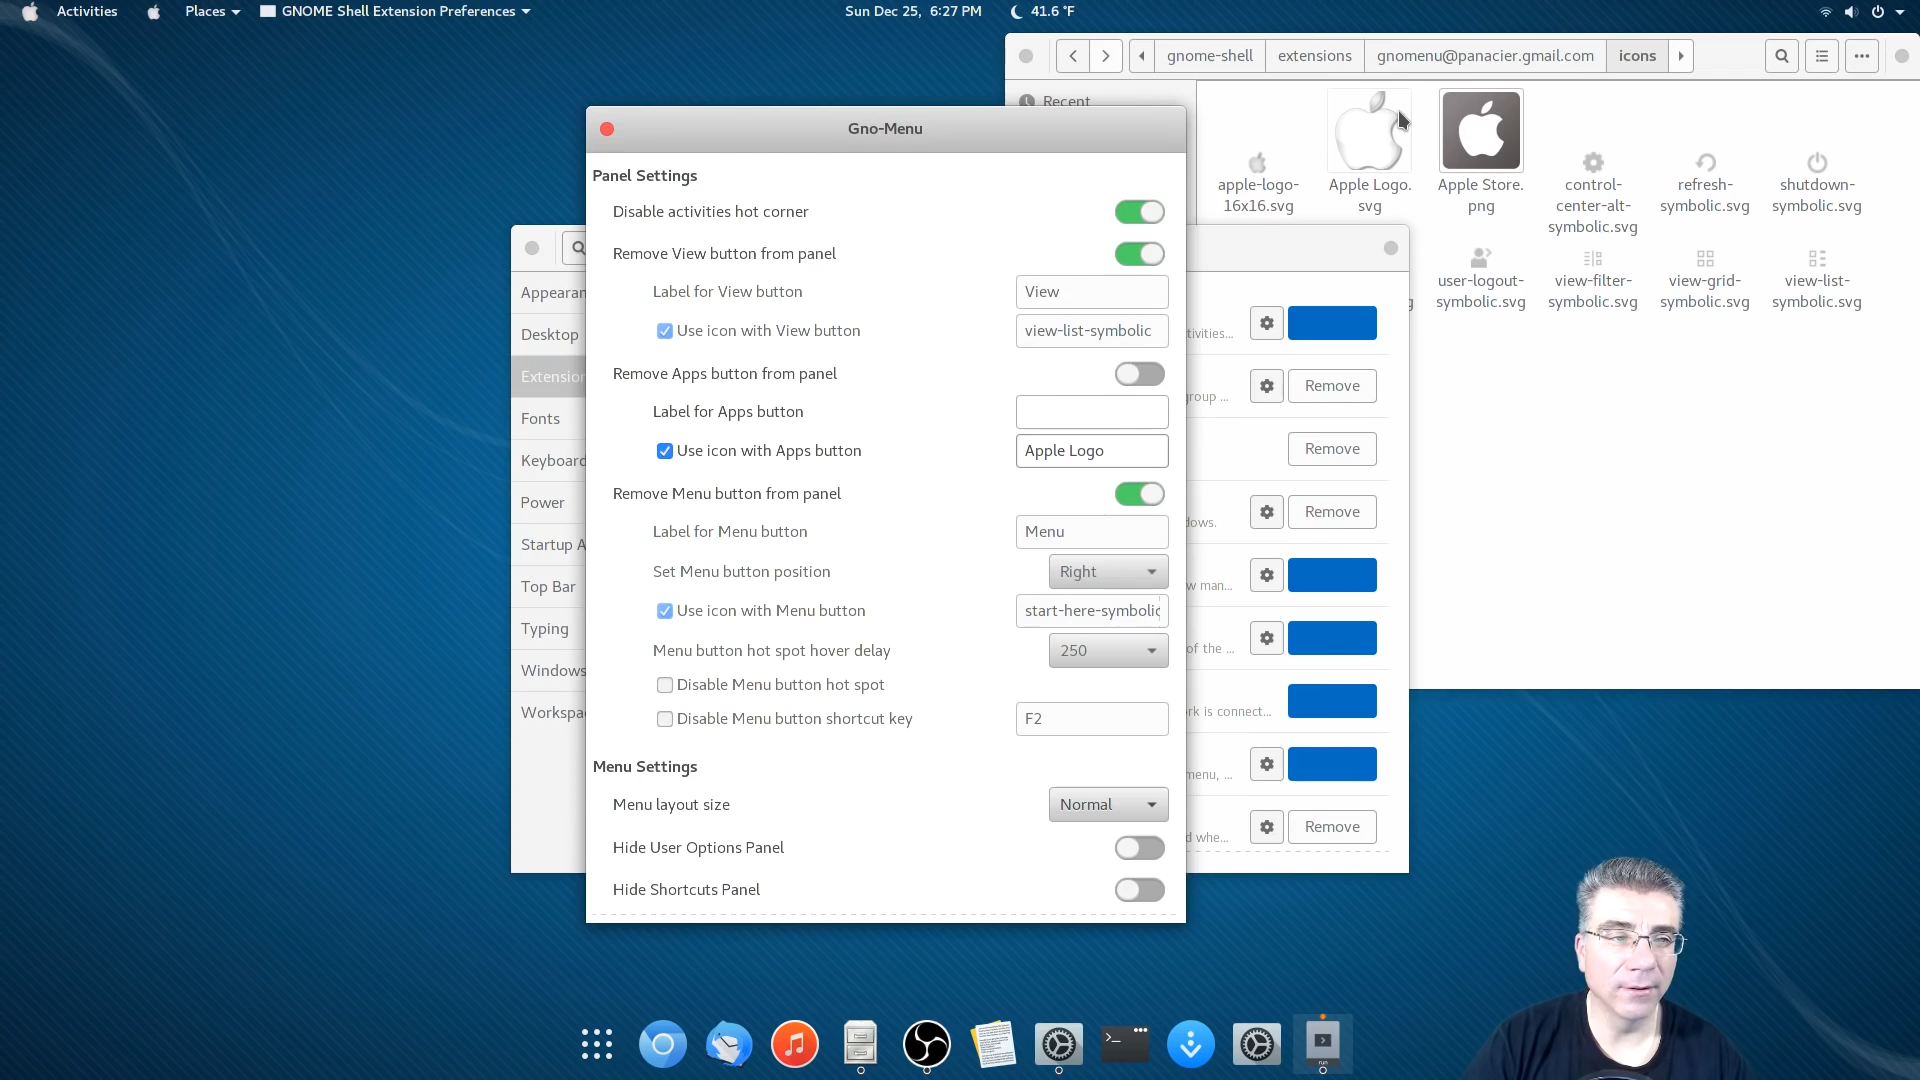 Activities
Places
GNOME Shell Extension Preferences
Sun Dec 25, 6:27 PM
41.6 °F
gnome-shell
extensions
gnomenu@panacier.gmail.com
icons
Recent
apple-logo-
16x16.svg
Apple Logo.
svg
Apple Store.
png
control-
center-alt-
symbolic.svg
refresh-
symbolic.svg
shutdown-
symbolic.svg
user-logout-
symbolic.svg
view-filter-
symbolic.svg
view-grid-
symbolic.svg
view-list-
symbolic.svg
Gno-Menu
Panel Settings
Disable activities hot corner
Remove View button from panel
Label for View button
View
Use icon with View button
view-list-symbolic
Remove Apps button from panel
Label for Apps button
Use icon with Apps button
Apple Logo
Remove Menu button from panel
Label for Menu button
Menu
Set Menu button position
Right
Use icon with Menu button
start-here-symbolic
Menu button hot spot hover delay
250
Disable Menu button hot spot
Disable Menu button shortcut key
F2
Menu Settings
Menu layout size
Normal
Hide User Options Panel
Hide Shortcuts Panel
Appearan
Desktop
Extension
Fonts
Keyboard
Power
Startup A
Top Bar
Typing
Windows
Workspa
tivities...
group ...
Remove
Remove
dows.
Remove
w man...
of the ...
rk is connect...
menu, ...
d whe...
Remove